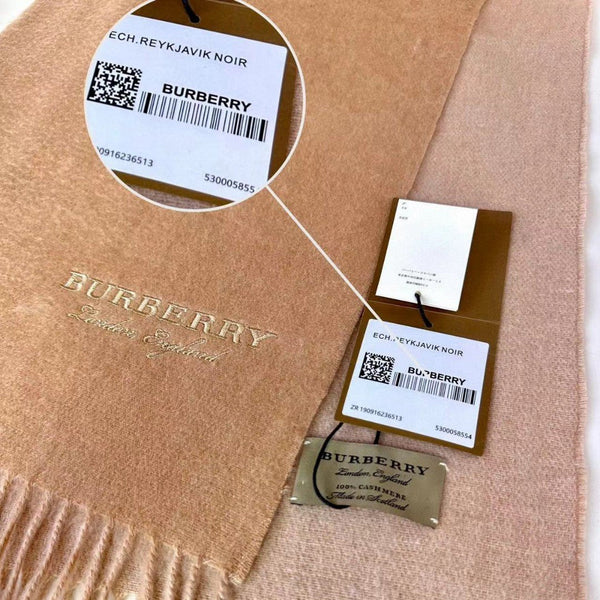 ECH.REYKJAVIK NOIR
BURBERRY
190916236513
530005855
BURBERRY
London, England
ECH.REYKJAVIK NOIR
BURBERRY
ZR 190916236513
5300058554
BURBERRY
London, England
100% CASHMERE
Made in Scotland